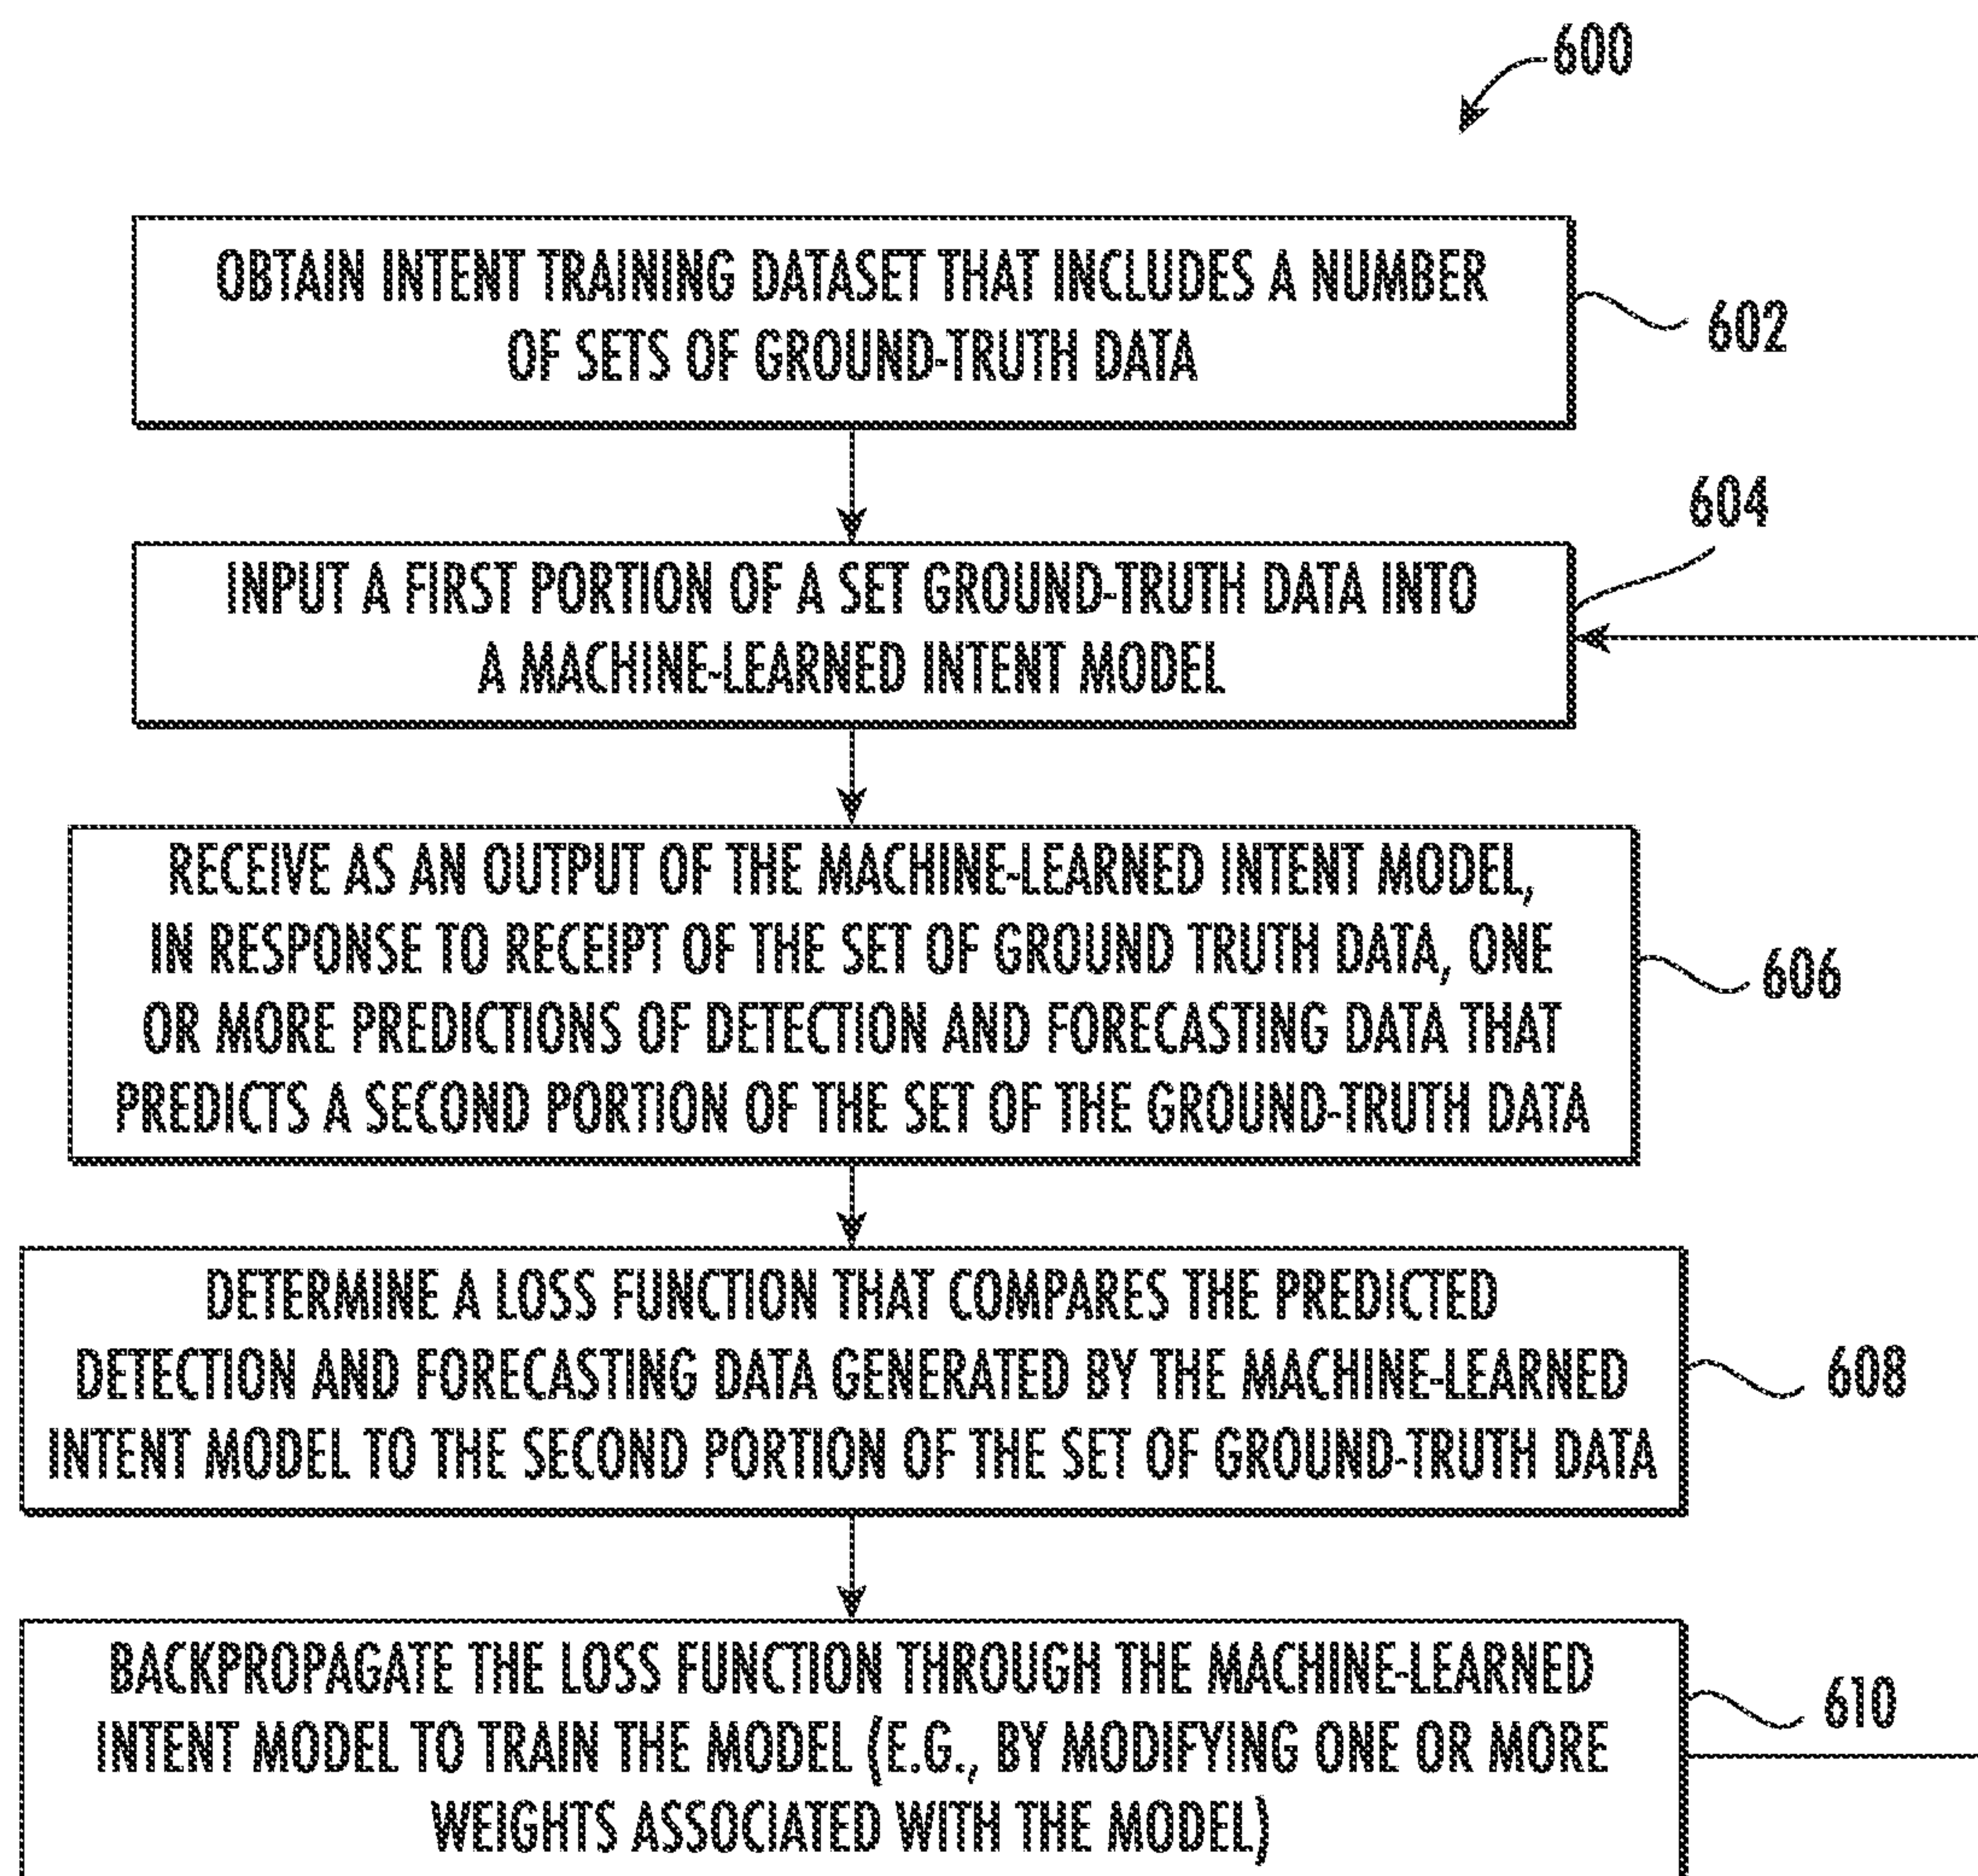 600
OBTAIN INTENT TRAINING DATASET THAT INCLUDES A NUMBER
OF SETS OF GROUND-TRUTH DATA
602
604
INPUT A FIRST PORTION OF A SET GROUND-TRUTH DATA INTO
A MACHINE-LEARNED INTENT MODEL
RECEIVE AS AN OUTPUT OF THE MACHINE-LEARNED INTENT MODEL,
IN RESPONSE TO RECEIPT OF THE SET OF GROUND TRUTH DATA, ONE
OR MORE PREDICTIONS OF DETECTION AND FORECASTING DATA THAT
PREDICTS A SECOND PORTION OF THE SET OF THE GROUND-TRUTH DATA
606
DETERMINE A LOSS FUNCTION THAT COMPARES THE PREDICTED
DETECTION AND FORECASTING DATA GENERATED BY THE MACHINE-LEARNED
INTENT MODEL TO THE SECOND PORTION OF THE SET OF GROUND-TRUTH DATA
608
BACKPROPAGATE THE LOSS FUNCTION THROUGH THE MACHINE-LEARNED
INTENT MODEL TO TRAIN THE MODEL (E.G., BY MODIFYING ONE OR MORE
WEIGHTS ASSOCIATED WITH THE MODEL)
610